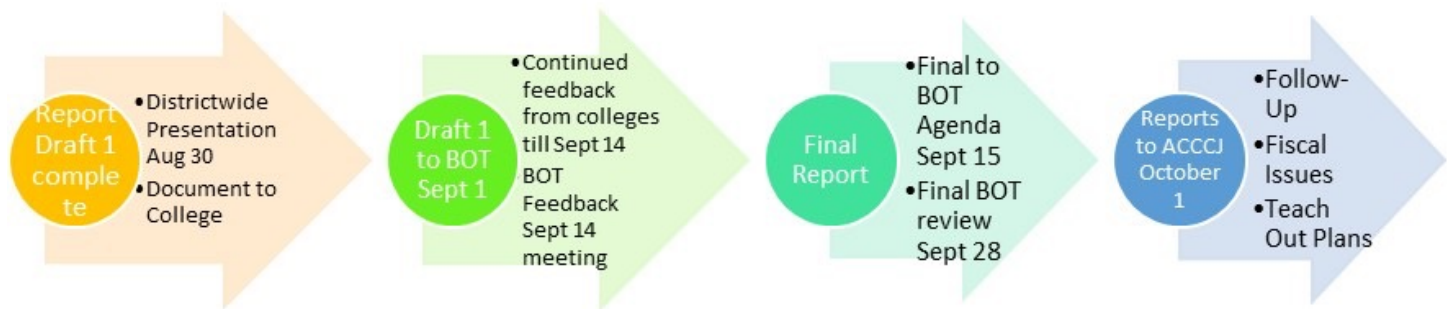 Report
Draft 1
comple
te
•Districtwide
Presentation
Aug 30
•Document to
College
Draft 1
to BOT
Sept 1
•Continued
feedback
from colleges
till Sept 14
•BOT
Feedback
Sept 14
meeting
Final
Report
•Final to
BOT
Agenda
Sept 15
•Final BOT
review
Sept 28
Reports
to ACCCJ
October
1
•Follow-
Up
•Fiscal
Issues
•Teach
Out Plans